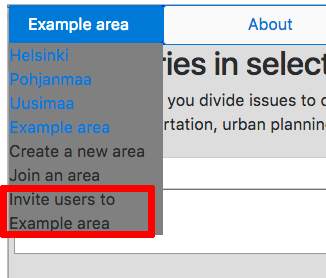 Example area About
Helsinki
Pohjanmaa
Uusimaa
Example area
Create a new area
Join an area
Invite users to
Example area
ries in select
you divide issues to
rtation, urban planning